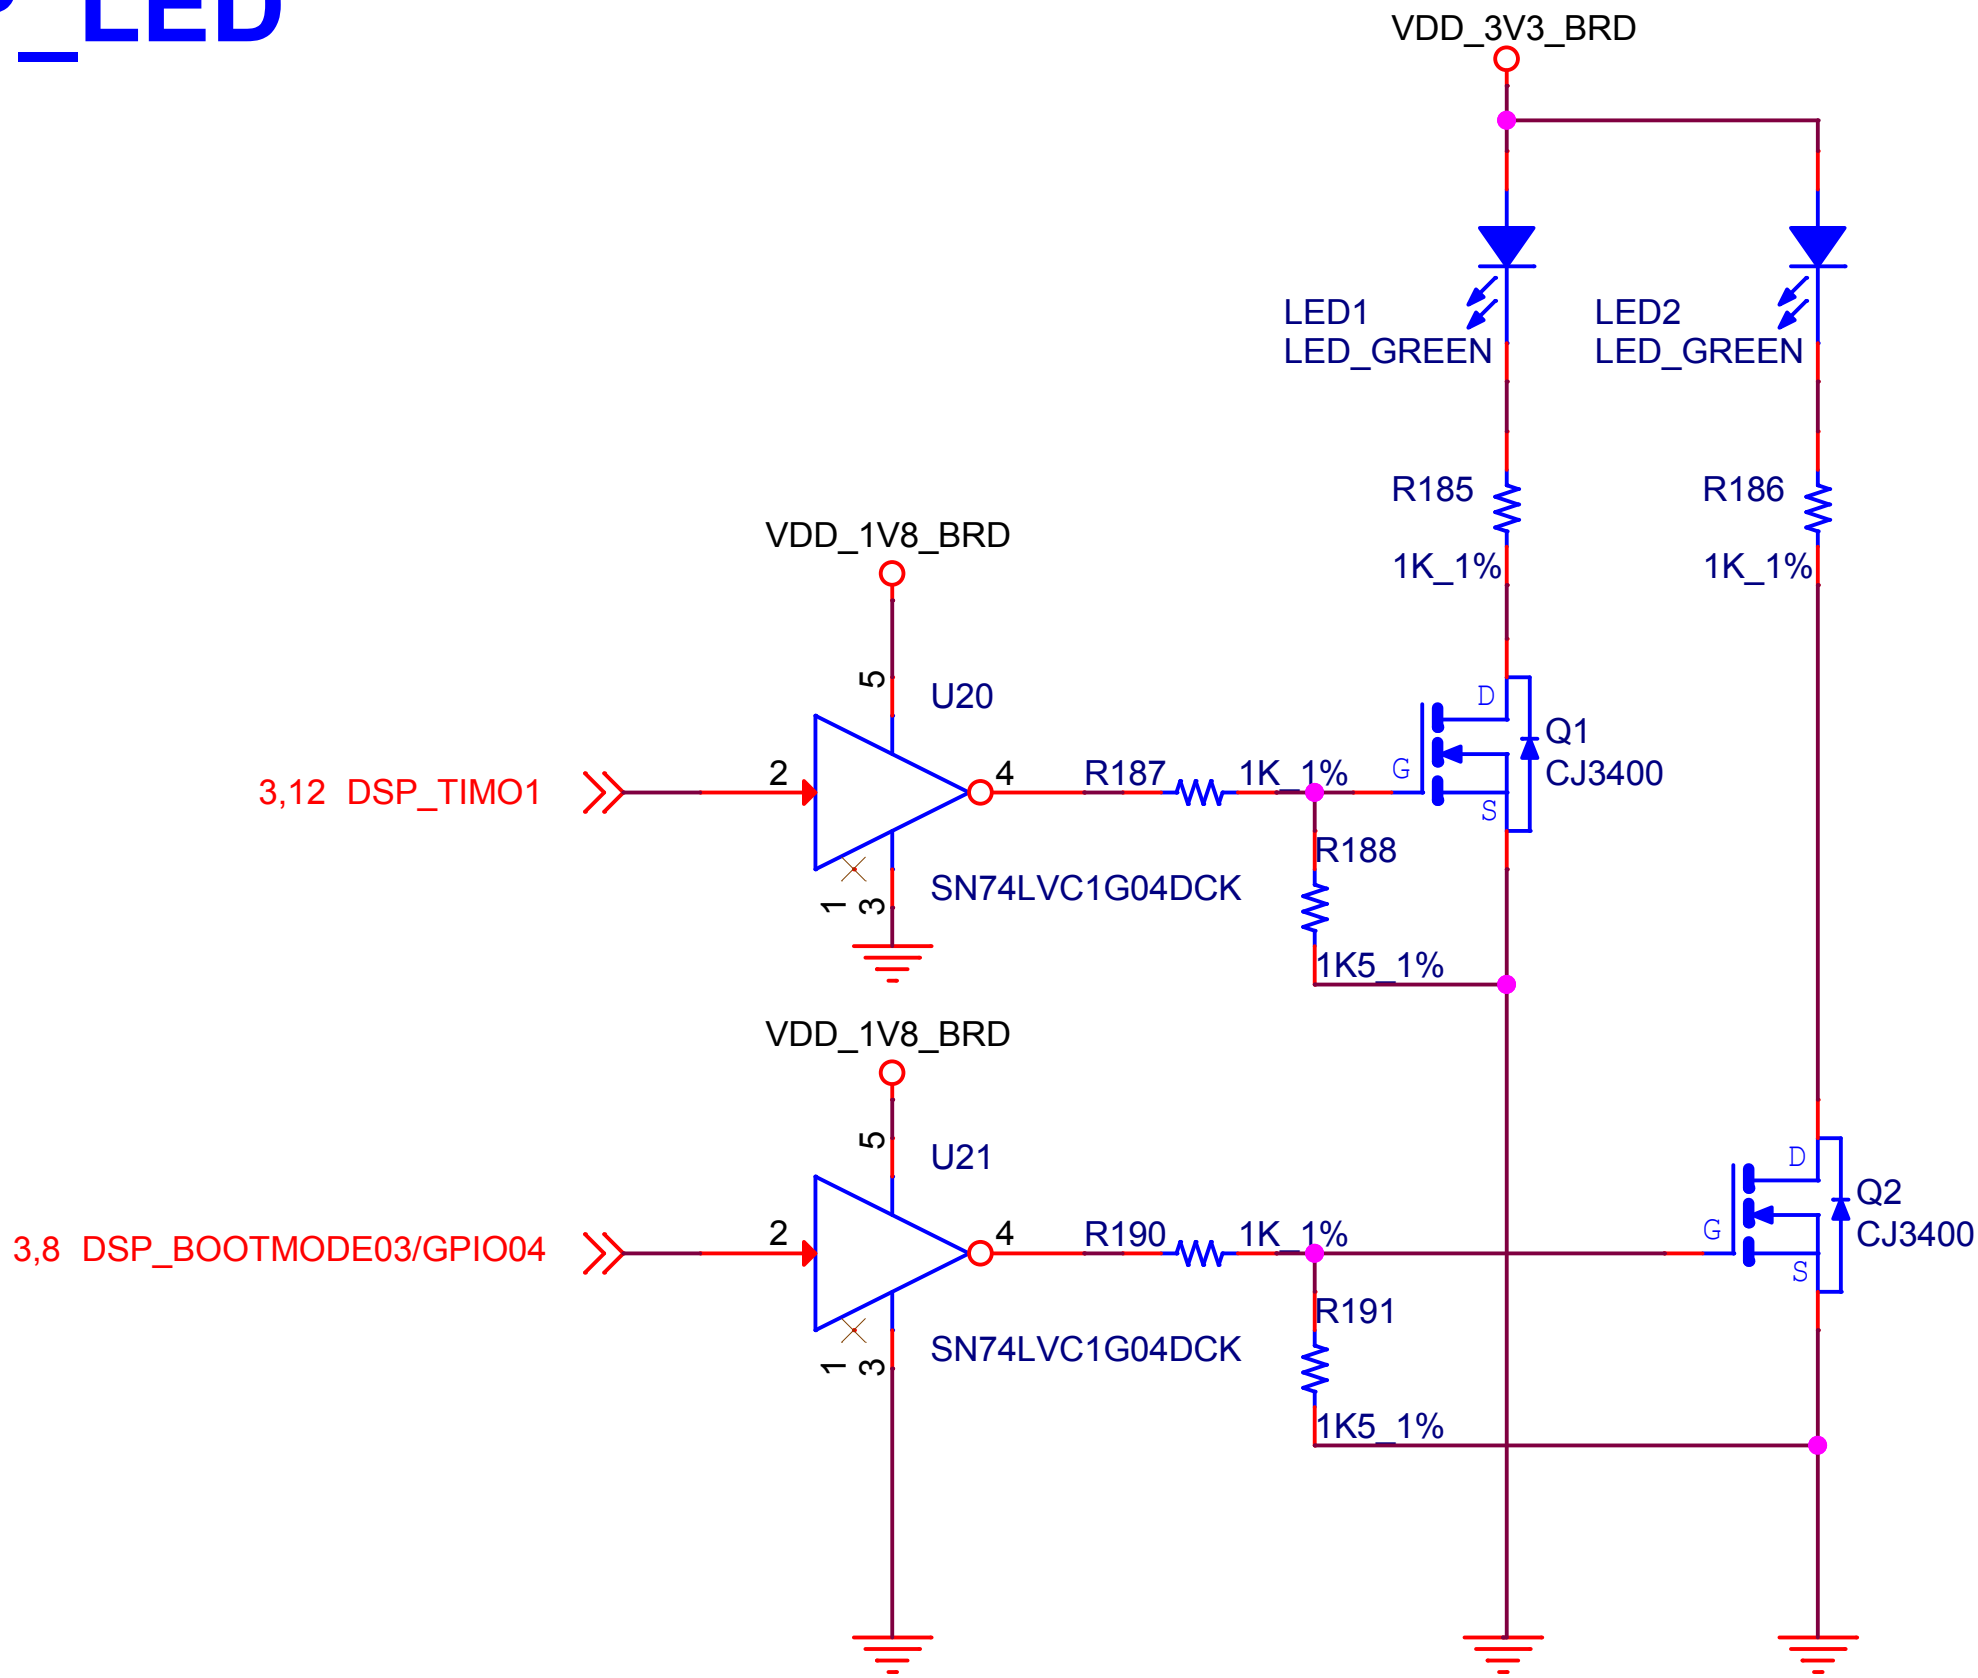 P_LED
VDD_3V3_BRD
LED1
LED_GREEN
LED2
LED_GREEN
R185
1K_1%
R186
1K_1%
VDD_1V8_BRD
5
U20
3,12 DSP_TIMO1
2
4
R187
1K_1%
G
D
S
Q1
CJ3400
R188
1K5_1%
1
3
SN74LVC1G04DCK
VDD_1V8_BRD
5
U21
3,8 DSP_BOOTMODE03/GPIO04
2
4
R190
1K_1%
G
D
S
Q2
CJ3400
R191
1K5_1%
1
3
SN74LVC1G04DCK